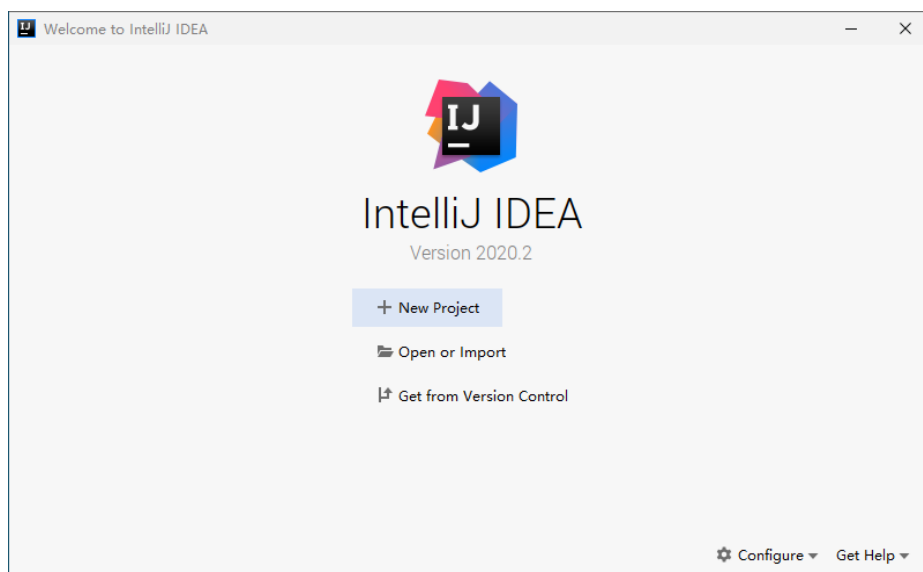 Welcome to IntelliJ IDEA
IJ
IntelliJ IDEA
Version 2020.2
New Project
Open or Import
Get from Version Control
Configure
Get Help